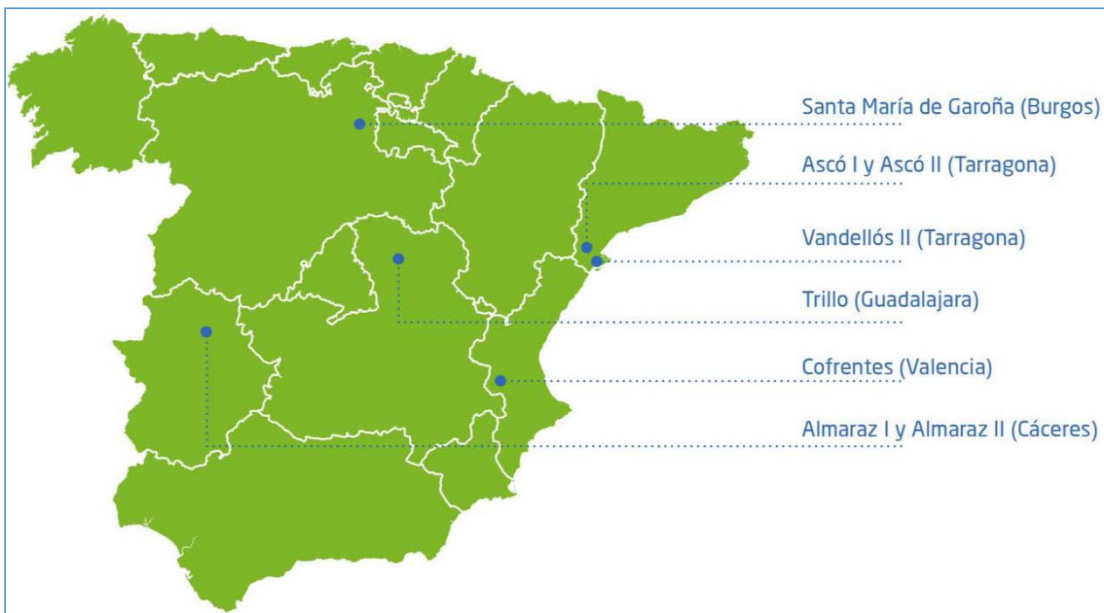 Santa María de Garoña (Burgos)
Ascó I y Ascó II (Tarragona)
Vandellós II (Tarragona)
Trillo (Guadalajara)
Cofrentes (Valencia)
Almaraz I y Almaraz II (Cáceres)